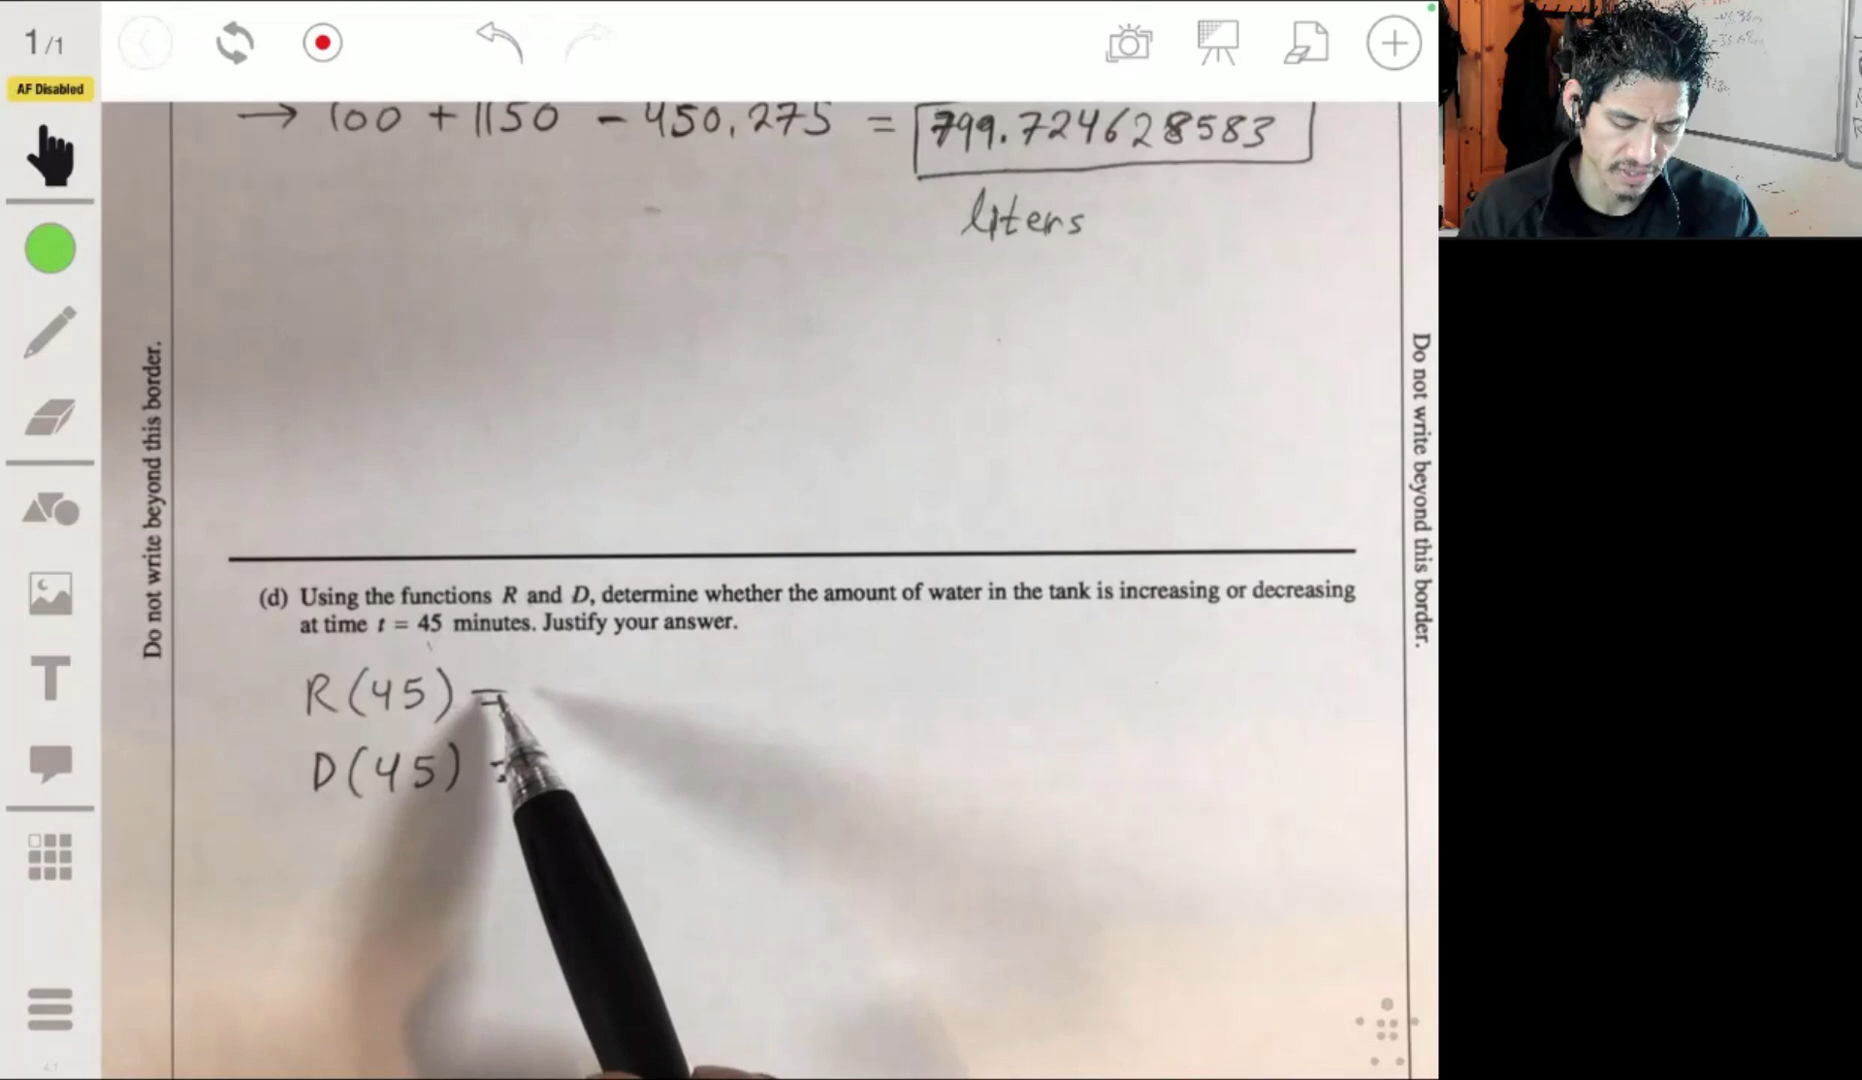 1/1
AF Disabled
→ 100 + 1150 - 450.275 = 799.724628583
liters
Do not write beyond this border.
Do not write beyond this border.
(d) Using the functions R and D, determine whether the amount of water in the tank is increasing or decreasing
at time t = 45 minutes. Justify your answer.
R(45) =
D(45) =
T